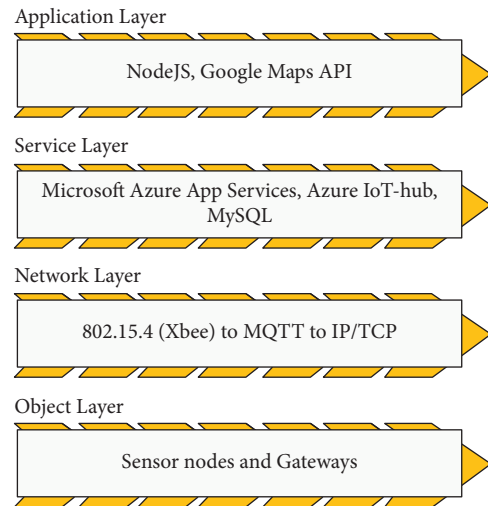 Application Layer
NodeJS, Google Maps API
Service Layer
Microsoft Azure App Services, Azure IoT-hub,
MySQL
Network Layer
802.15.4 (Xbee) to MQTT to IP/TCP
Object Layer
Sensor nodes and Gateways